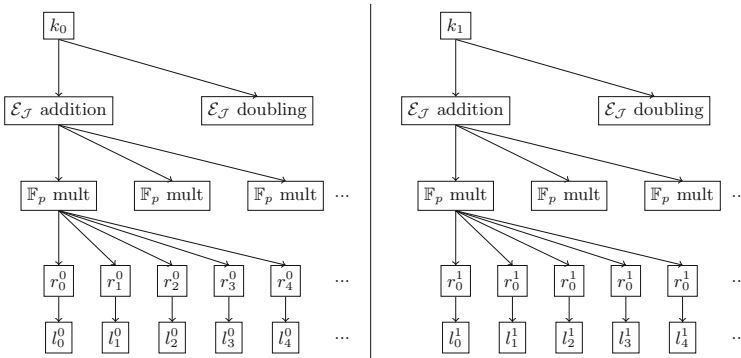 k_0 k_1
ℰ_𝒥 addition ℰ_𝒥 doubling ℰ_𝒥 addition ℰ_𝒥 doubling
𝔽_p mult 𝔽_p mult 𝔽_p mult ... 𝔽_p mult 𝔽_p mult 𝔽_p mult ..
r_0^0 r_1^0 r_2^0 r_3^0 r_4^0 ... r_0^1 r_0^1 r_0^1 r_0^1 r_0^1 ..
l_0^0 l_1^0 l_2^0 l_3^0 l_4^0 ... l_0^1 l_1^1 l_2^1 l_3^1 l_4^1 ..